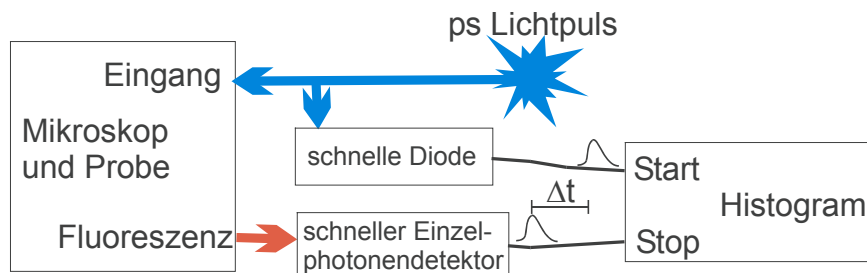 ps Lichtpuls
Eingang
Mikroskop
und Probe
schnelle Diode
Start
Δt
Histogram
Fluoreszenz
schneller Einzel-
photonendetektor
Stop